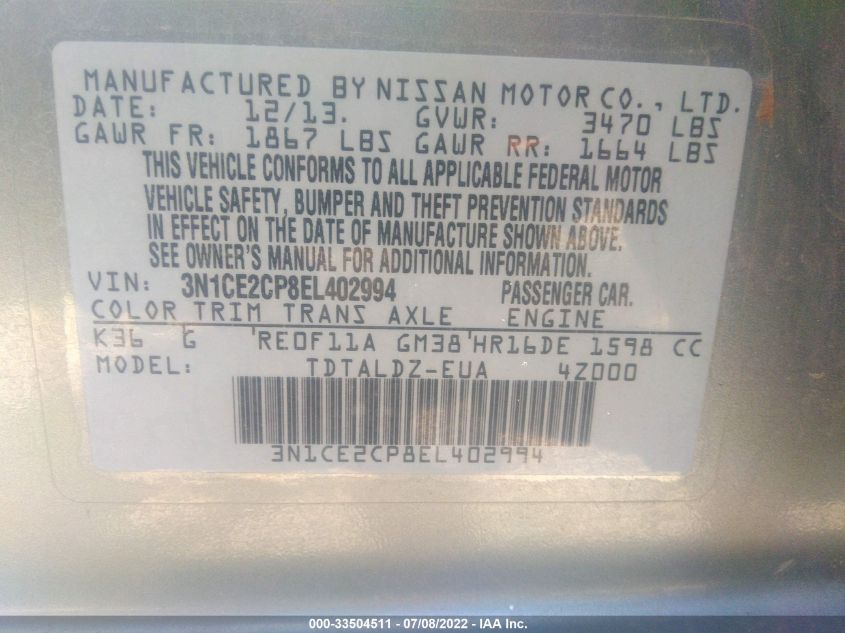 MANUFACTURED BY NISSAN MOTOR CO., LTD.
DATE: 12/13. GVWR: 3470 LBS
GAWR FR: 1867 LBS GAWR RR: 1664 LBS
THIS VEHICLE CONFORMS TO ALL APPLICABLE FEDERAL MOTOR
VEHICLE SAFETY, BUMPER AND THEFT PREVENTION STANDARDS
IN EFFECT ON THE DATE OF MANUFACTURE SHOWN ABOVE.
SEE OWNER'S MANUAL FOR ADDITIONAL INFORMATION.
VIN: 3N1CE2CP8EL402994 PASSENGER CAR.
COLOR TRIM TRANS AXLE ENGINE
K36 G 'RE0F11A GM38'HR16DE 1598 CC
MODEL: TDTALDZ-EUA 4Z000
3N1CE2CP8EL402994
000-33504511 - 07/08/2022 - IAA Inc.